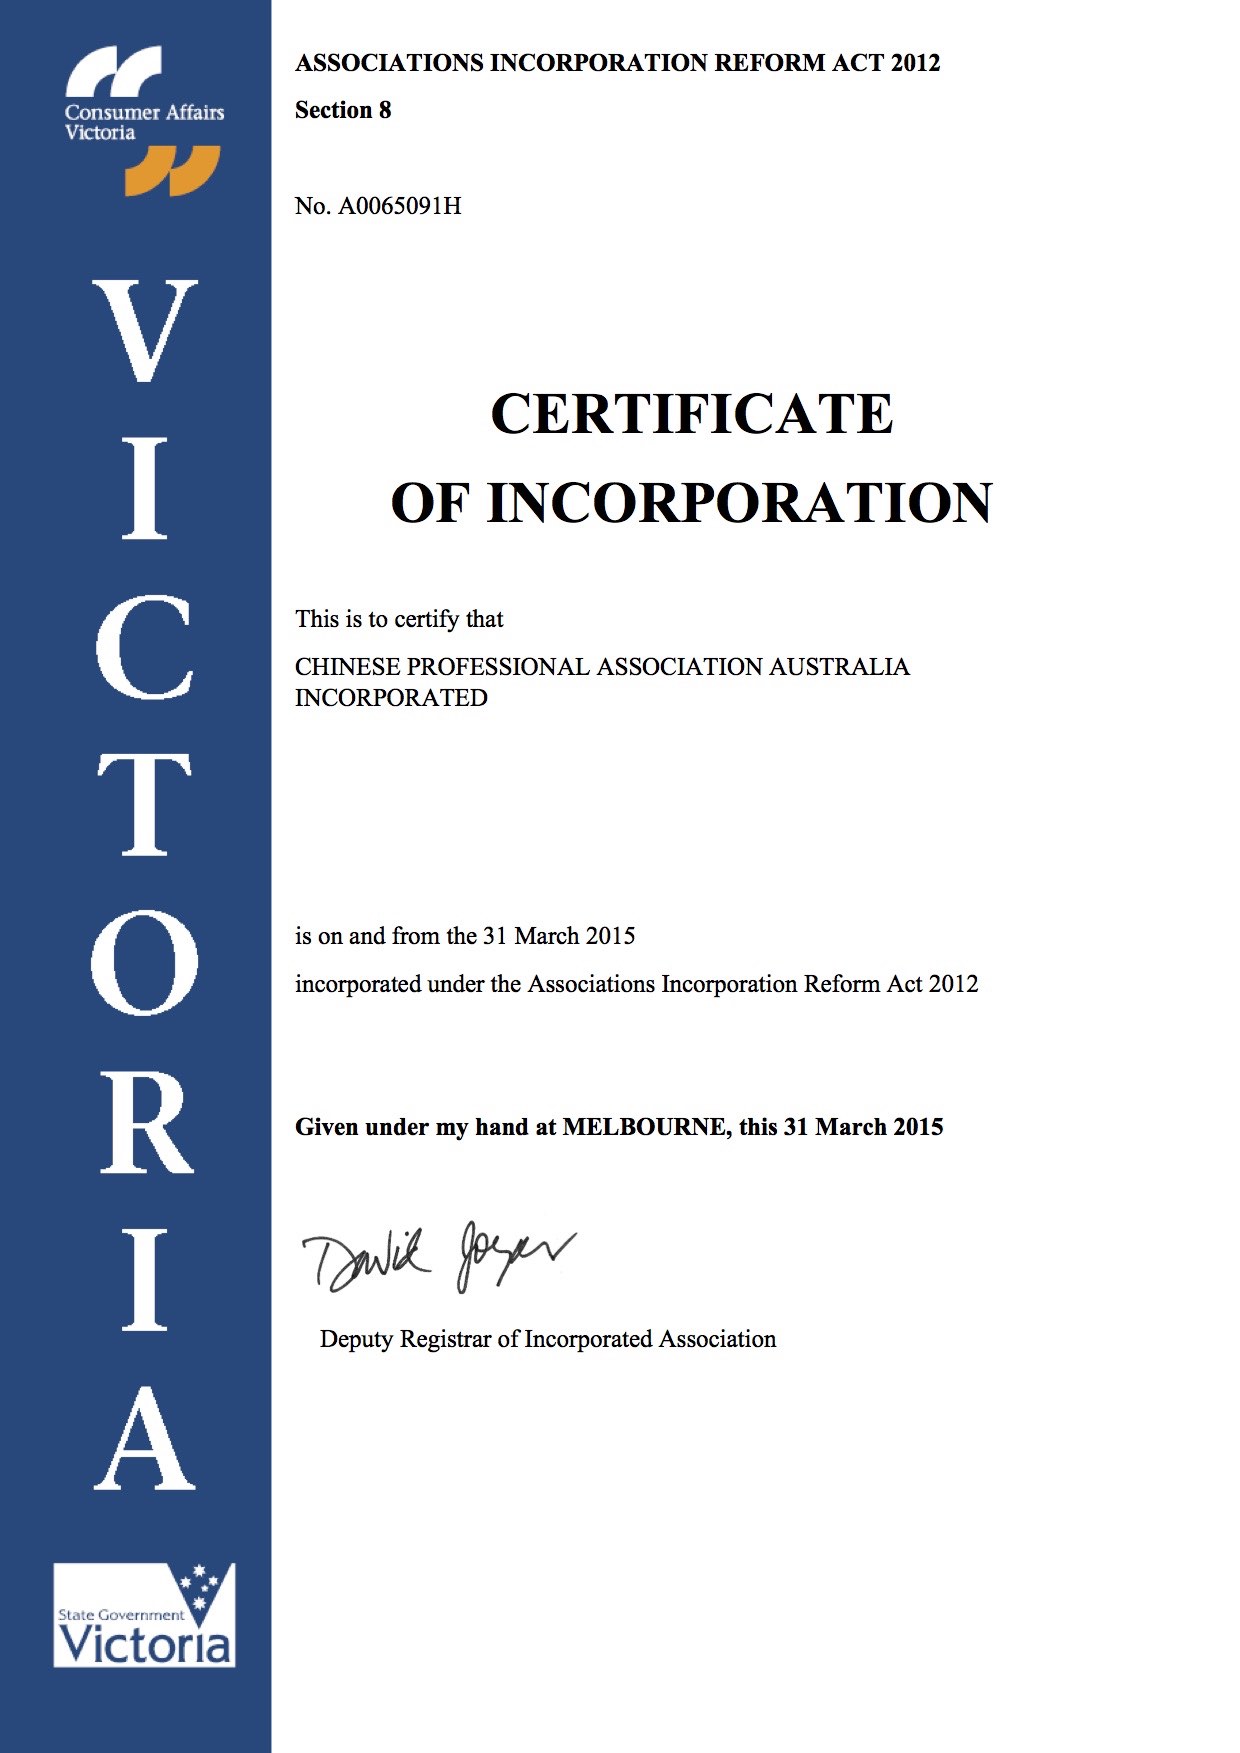 Consumer Affairs
Victoria
VICTORIA
State Government
Victoria
ASSOCIATIONS INCORPORATION REFORM ACT 2012
Section 8
No. A0065091H
CERTIFICATE
OF INCORPORATION
This is to certify that
CHINESE PROFESSIONAL ASSOCIATION AUSTRALIA
INCORPORATED
is on and from the 31 March 2015
incorporated under the Associations Incorporation Reform Act 2012
Given under my hand at MELBOURNE, this 31 March 2015
David
Deputy Registrar of Incorporated Association